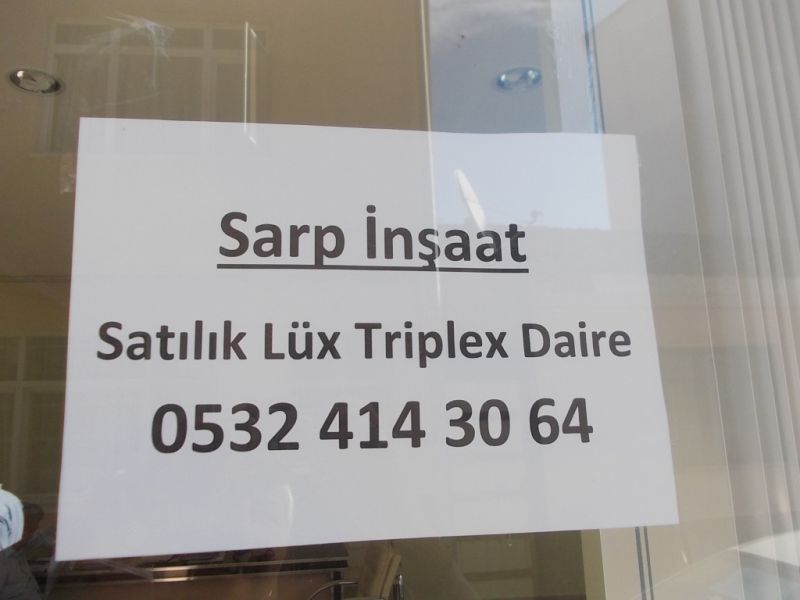 Sarp İnşaat
Satılık Lüx Triplex Daire
0532 414 30 64